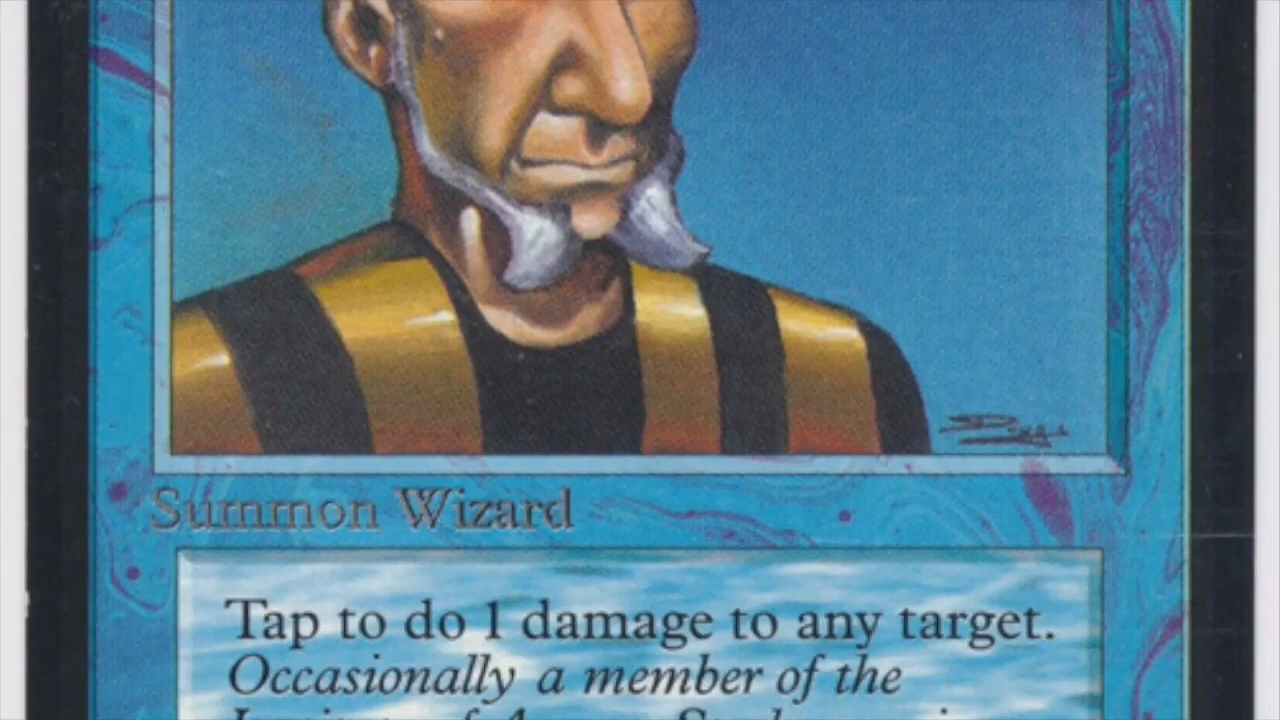 Summon Wizard
Tap to do 1 damage to any target.
Occasionally a member of the